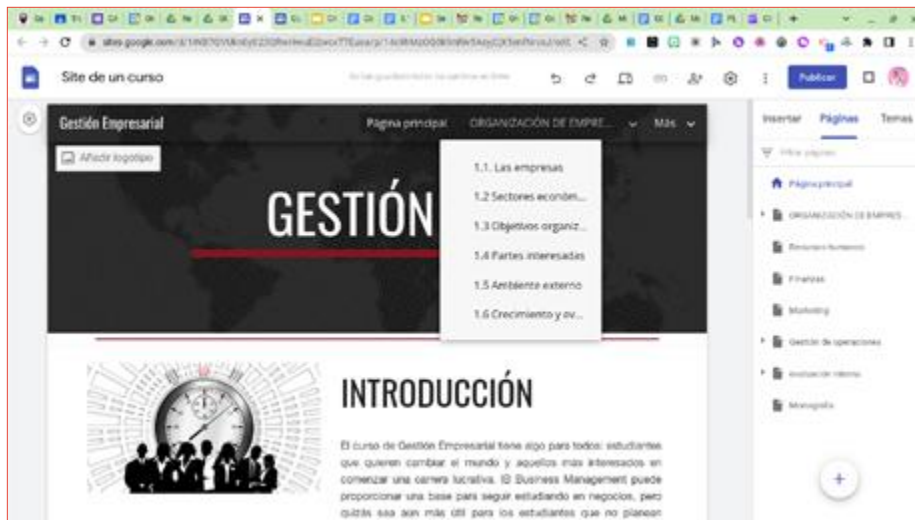 Site de un curso
Publicar
Gestión Empresarial
Página principal
ORGANIZACIÓN DE EMPRE...
Más
Insertar
Páginas
Temas
Añadir logotipo
Página principal
ORGANIZACIÓN DE EMPRES...
Recursos humanos
Finanzas
Marketing
Gestión de operaciones
Evaluación interna
Monografía
1.1. Las empresas
1.2 Sectores económ...
1.3 Objetivos organiz...
1.4 Partes interesadas
1.5 Ambiente externo
1.6 Crecimiento y ev...
GESTIÓN
INTRODUCCIÓN
El curso de Gestión Empresarial tiene algo para todos: estudiantes
que quieren cambiar el mundo y aquellos más interesados en
comenzar una carrera lucrativa. IB Business Management puede
proporcionar una base para seguir estudiando en negocios, pero
quizás sea aún más útil para los estudiantes que no planean